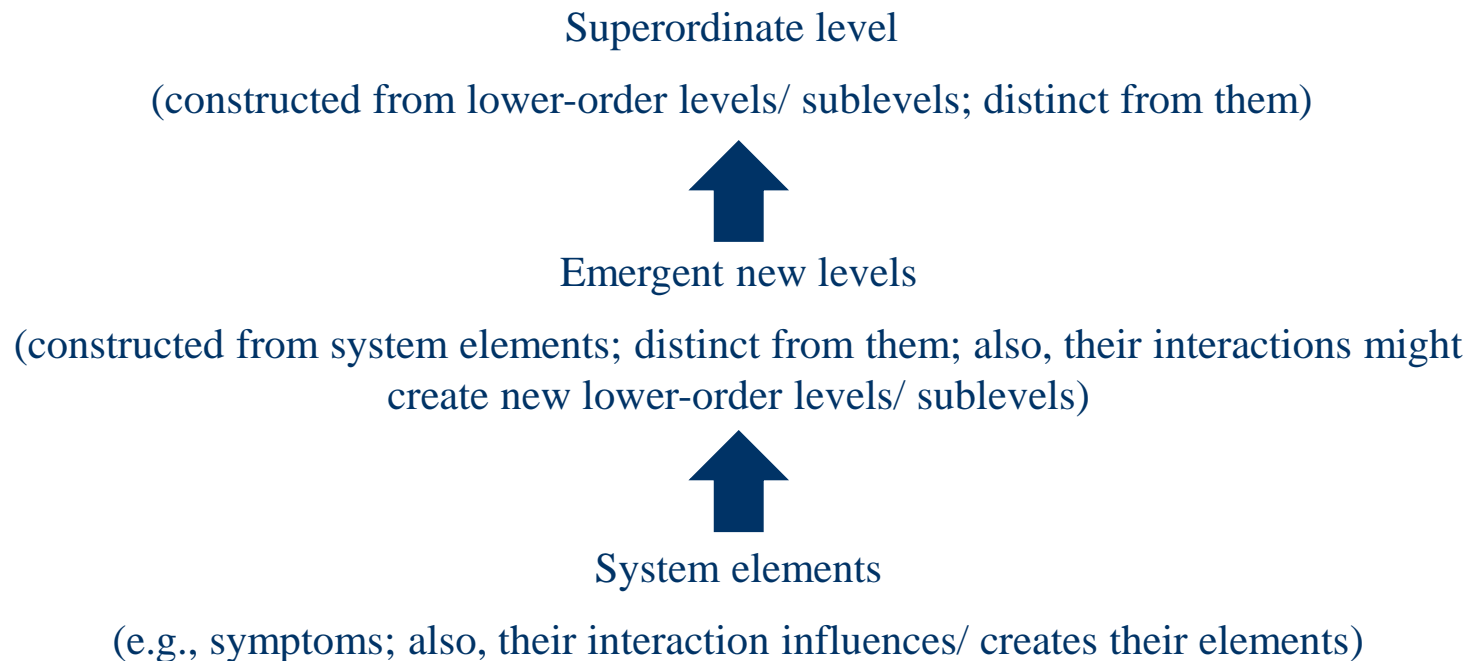 Superordinate level
(constructed from lower-order levels/ sublevels; distinct from them)
Emergent new levels
(constructed from system elements; distinct from them; also, their interactions might
create new lower-order levels/ sublevels)
System elements
(e.g., symptoms; also, their interaction influences/ creates their elements)